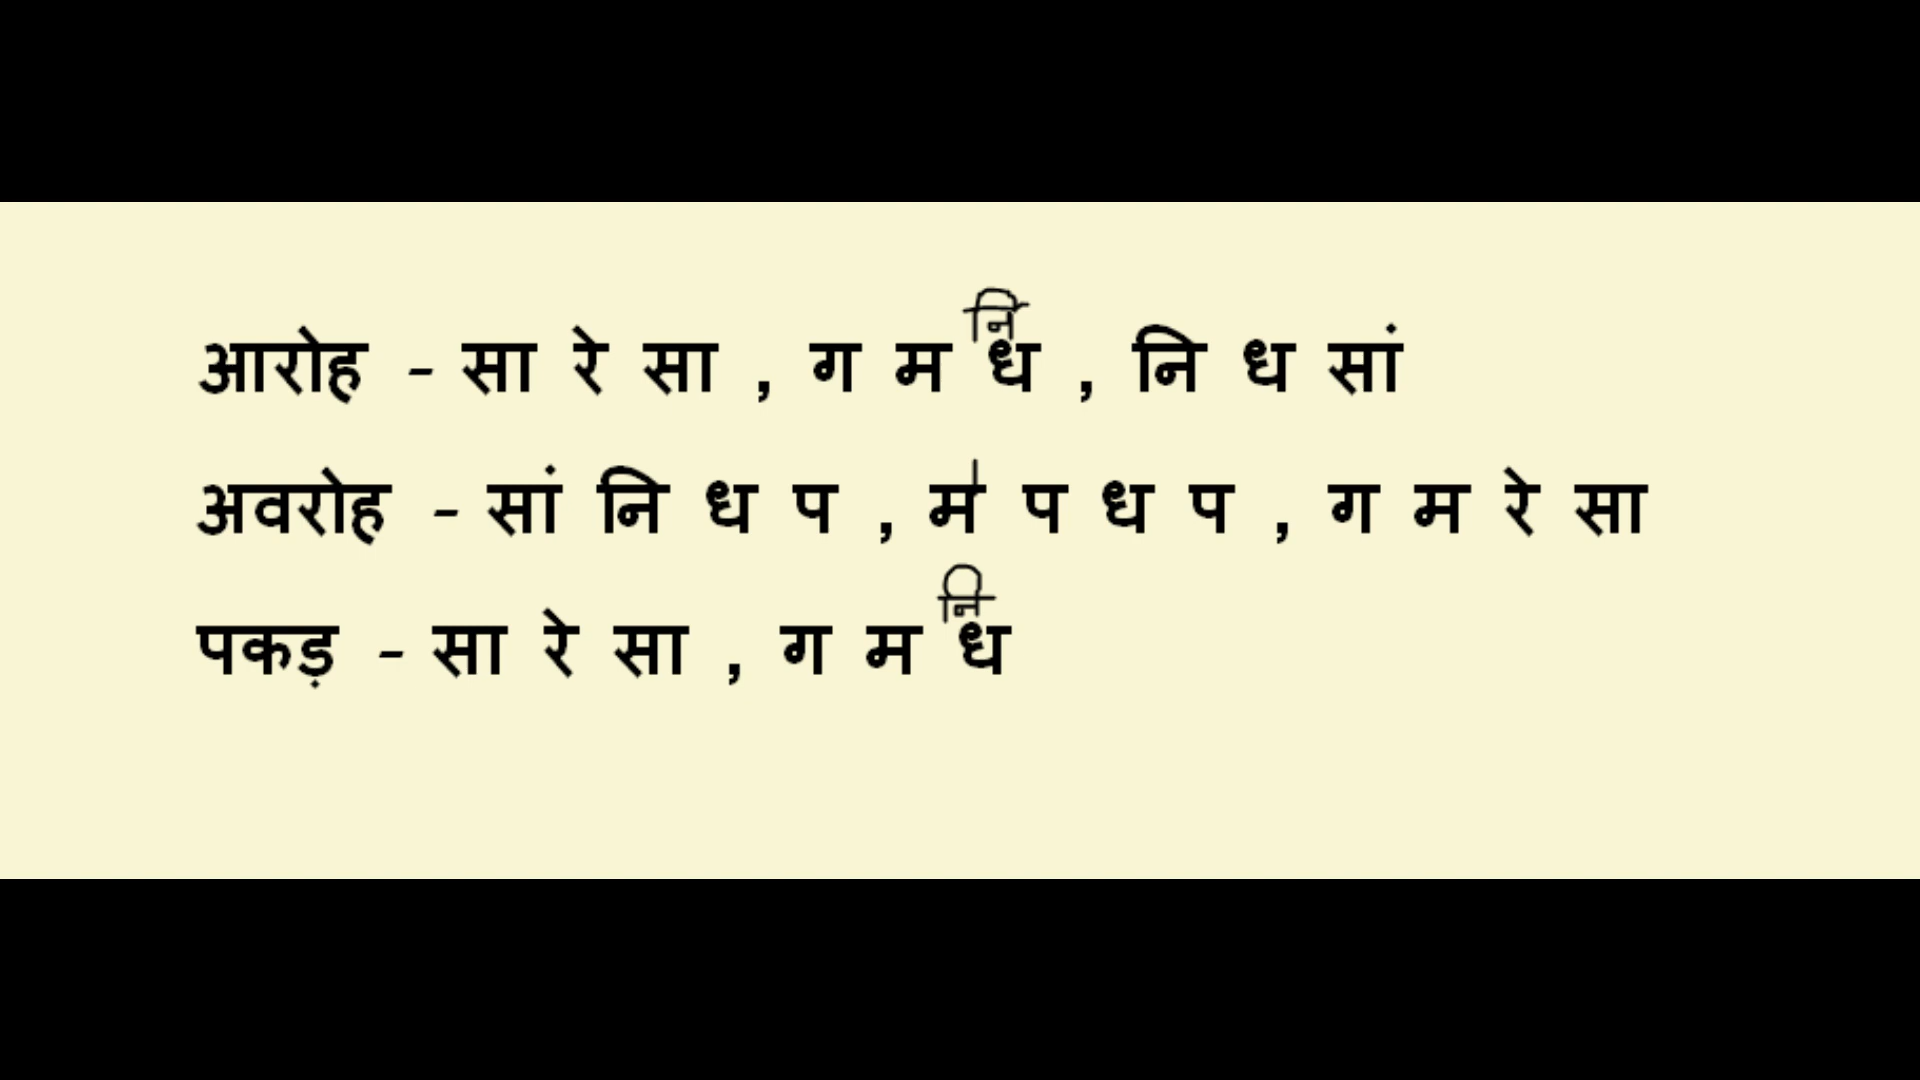 आरोह - सा रे सा , ग म निध , नि ध सां
अवरोह - सां नि ध प , म॑ प ध प , ग म रे सा
पकड़ - सा रे सा , ग म निध